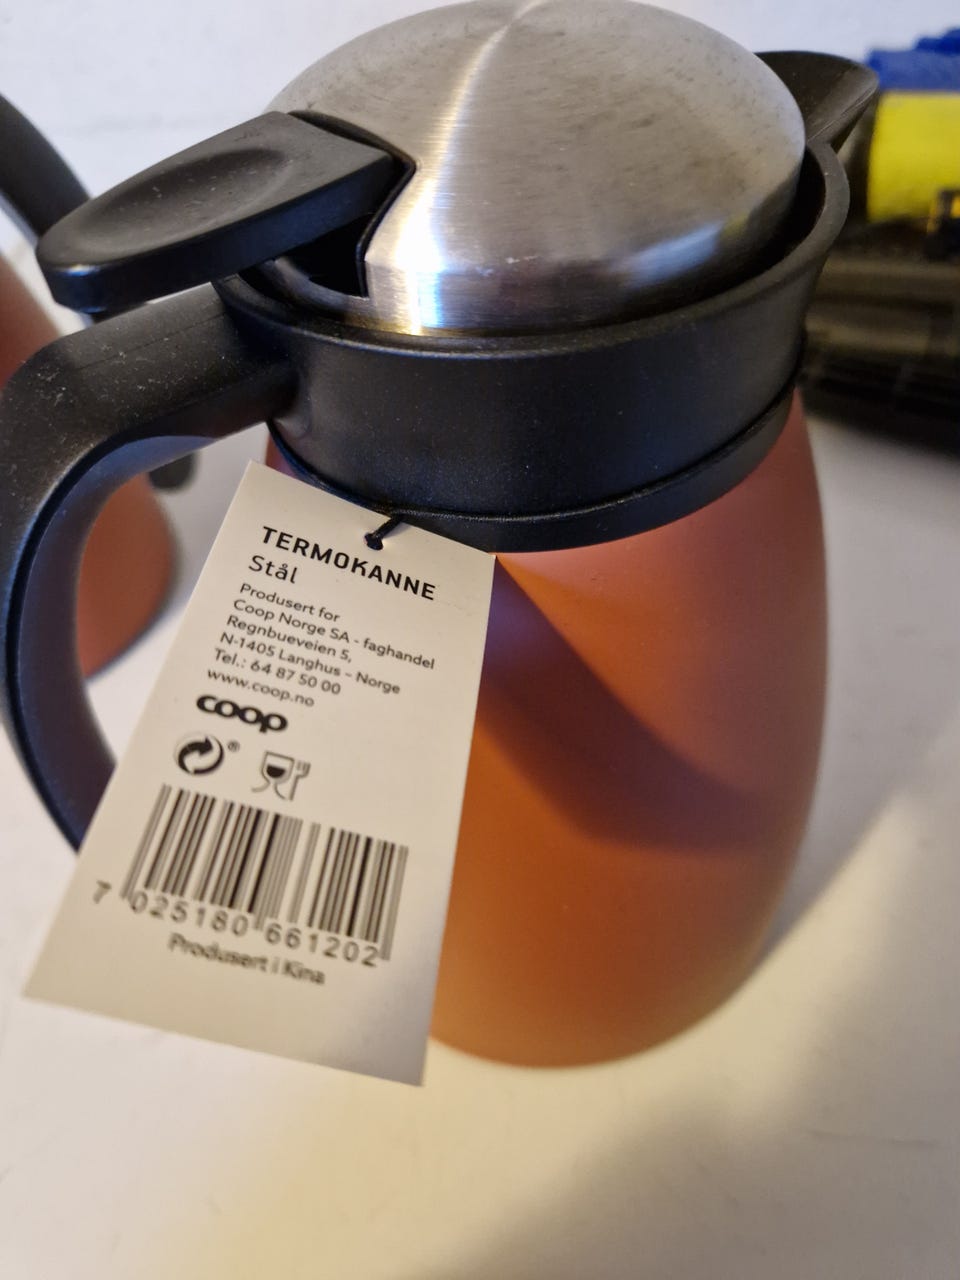 TERMOKANNE
Stål
Produsert for
Coop Norge SA - faghandel
Regnbueveien 5,
N-1405 Langhus – Norge
Tel.: 64 87 50 00
www.coop.no
coop
®
7 025180 661202
Produsert i Kina